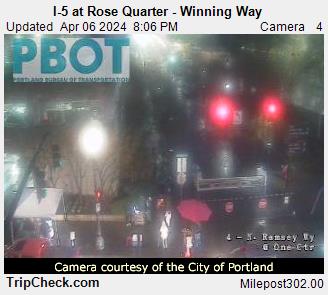 I-5 at Rose Quarter - Winning Way
Updated Apr 06 2024 8:06 PM Camera 4
PBOT
PORTLAND BUREAU OF TRANSPORTATION
4 - N. Ramsey Wy
@ One Ctr
Camera courtesy of the City of Portland
TripCheck.com Milepost302.00